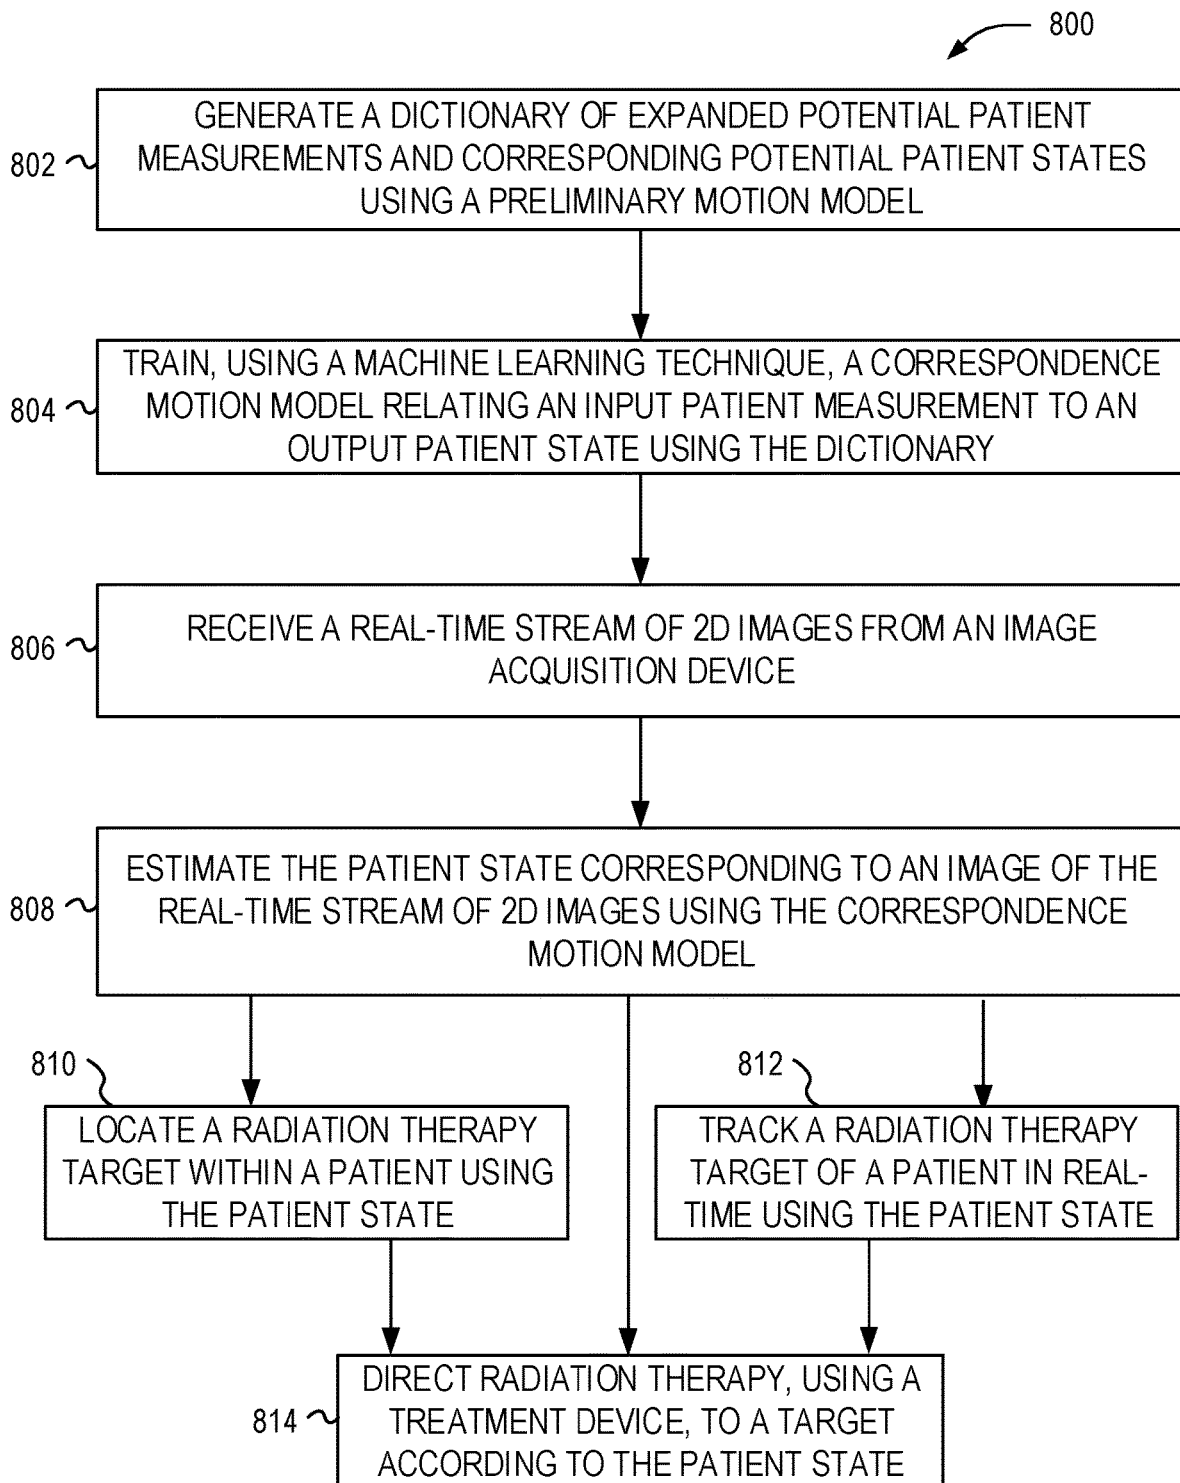 800
GENERATE A DICTIONARY OF EXPANDED POTENTIAL PATIENT
MEASUREMENTS AND CORRESPONDING POTENTIAL PATIENT STATES
USING A PRELIMINARY MOTION MODEL
802
TRAIN, USING A MACHINE LEARNING TECHNIQUE, A CORRESPONDENCE
MOTION MODEL RELATING AN INPUT PATIENT MEASUREMENT TO AN
OUTPUT PATIENT STATE USING THE DICTIONARY
804
RECEIVE A REAL-TIME STREAM OF 2D IMAGES FROM AN IMAGE
ACQUISITION DEVICE
806
ESTIMATE THE PATIENT STATE CORRESPONDING TO AN IMAGE OF THE
REAL-TIME STREAM OF 2D IMAGES USING THE CORRESPONDENCE
MOTION MODEL
808
810
LOCATE A RADIATION THERAPY
TARGET WITHIN A PATIENT USING
THE PATIENT STATE
812
TRACK A RADIATION THERAPY
TARGET OF A PATIENT IN REAL-
TIME USING THE PATIENT STATE
DIRECT RADIATION THERAPY, USING A
TREATMENT DEVICE, TO A TARGET
ACCORDING TO THE PATIENT STATE
814